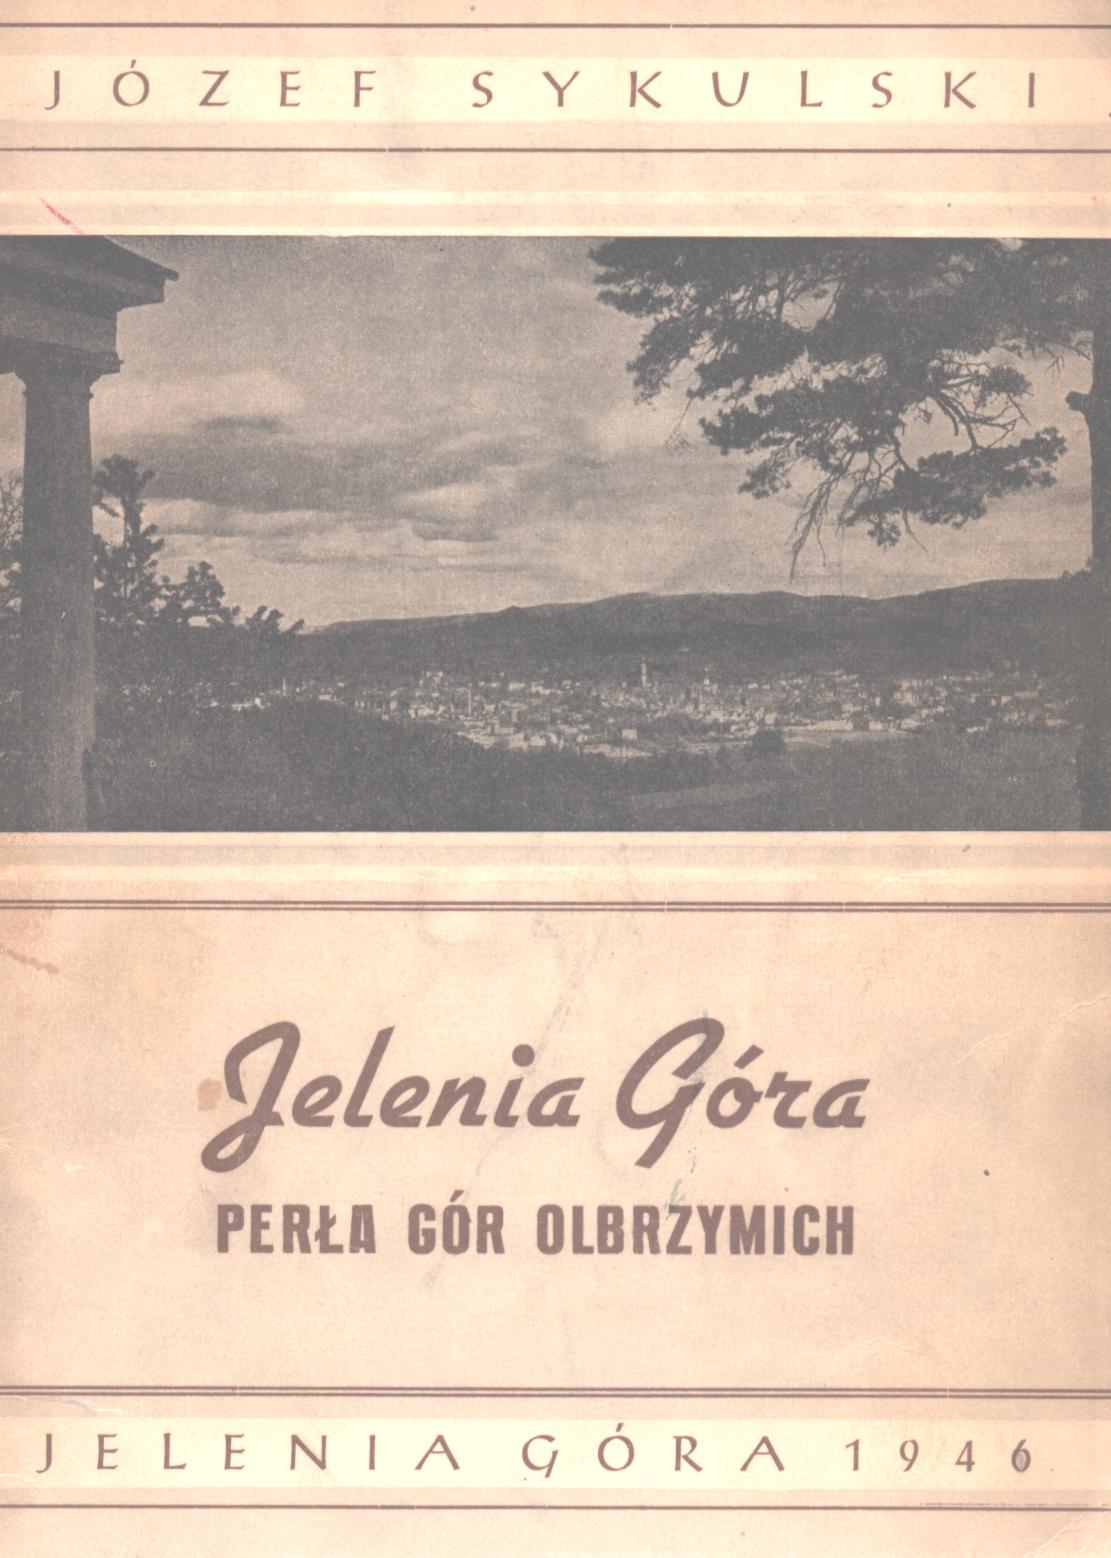 JÓZEF SYKULSKI
Jelenia Góra
PERŁA GÓR OLBRZYMICH
JELENIA GÓRA 1946